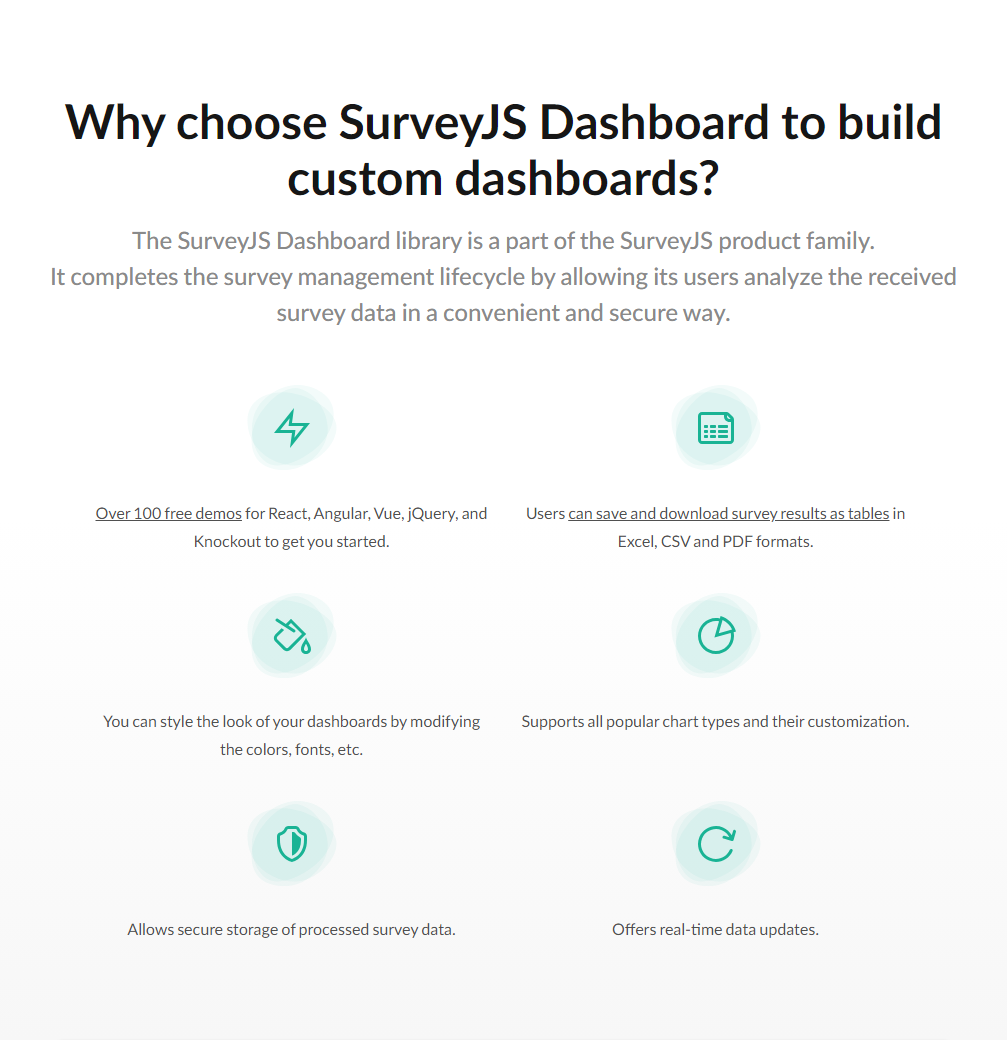 Why choose SurveyJS Dashboard to build
custom dashboards?
The SurveyJS Dashboard library is a part of the SurveyJS product family.
It completes the survey management lifecycle by allowing its users analyze the received
survey data in a convenient and secure way.
Over 100 free demos for React, Angular, Vue, jQuery, and
Knockout to get you started.
Users can save and download survey results as tables in
Excel, CSV and PDF formats.
You can style the look of your dashboards by modifying
the colors, fonts, etc.
Supports all popular chart types and their customization.
Allows secure storage of processed survey data.
Offers real-time data updates.